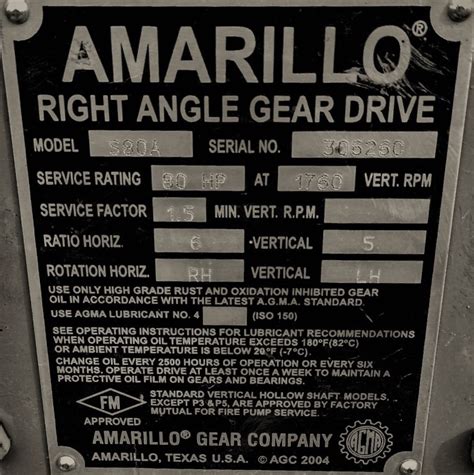 AMARILLO®
RIGHT ANGLE GEAR DRIVE
MODEL S80A SERIAL NO. 306260
SERVICE RATING 80 HP AT 1760 VERT. RPM
SERVICE FACTOR 1.5 MIN. VERT. R.P.M.
RATIO HORIZ. 6 •VERTICAL 5
ROTATION HORIZ. RH VERTICAL LH
USE ONLY HIGH GRADE RUST AND OXIDATION INHIBITED GEAR
OIL IN ACCORDANCE WITH THE LATEST A.G.M.A. STANDARD.
USE AGMA LUBRICANT NO. 4 (ISO 150)
SEE OPERATING INSTRUCTIONS FOR LUBRICANT RECOMMENDATIONS
WHEN OPERATING OIL TEMPERATURE EXCEEDS 180°F(82°C)
OR AMBIENT TEMPERATURE IS BELOW 20°F (-7°C).
CHANGE OIL EVERY 2500 HOURS OF OPERATION OR EVERY SIX
MONTHS. OPERATE DRIVE AT LEAST ONCE A WEEK TO MAINTAIN A
PROTECTIVE OIL FILM ON GEARS AND BEARINGS.
FM
APPROVED
STANDARD VERTICAL HOLLOW SHAFT MODELS,
EXCEPT P3 & P5, ARE APPROVED BY FACTORY
MUTUAL FOR FIRE PUMP SERVICE.
AMARILLO® GEAR COMPANY
AGMA
AMARILLO, TEXAS U.S.A. © AGC 2004